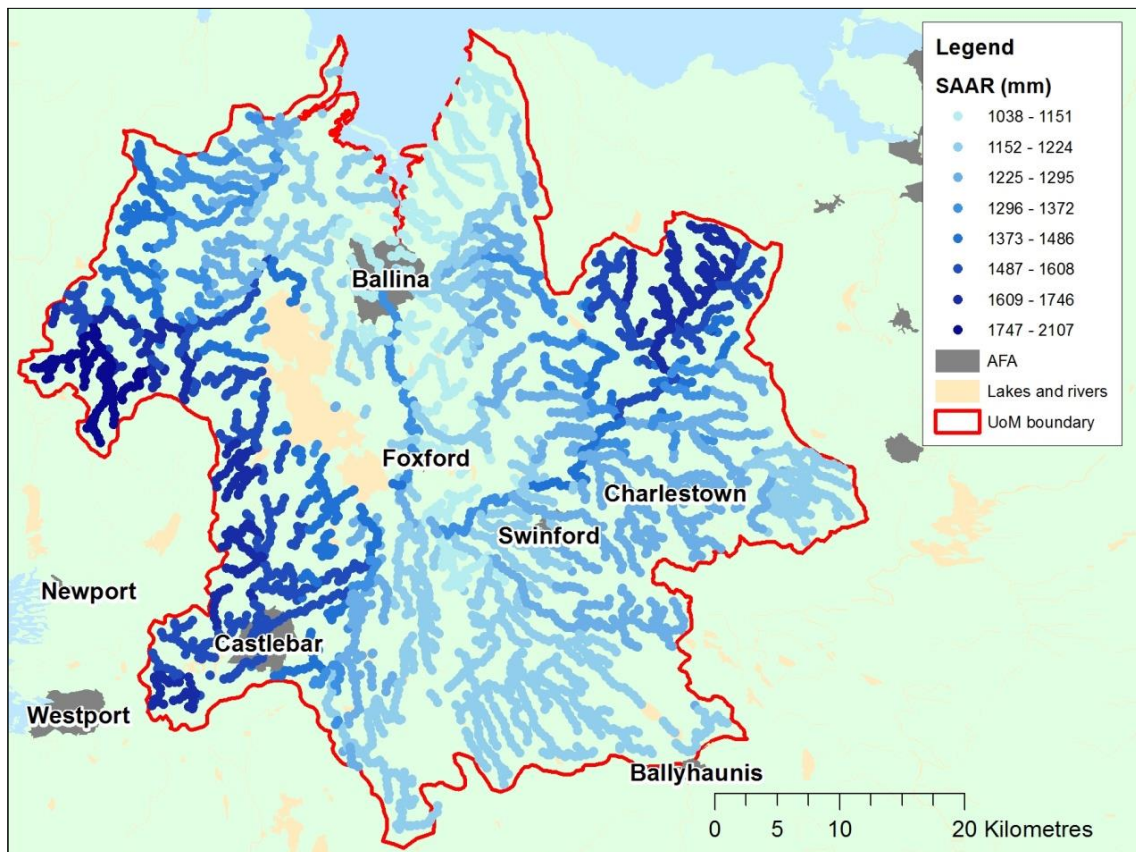 Legend
SAAR (mm)
1038 - 1151
1152 - 1224
1225 - 1295
1296 - 1372
1373 - 1486
1487 - 1608
1609 - 1746
1747 - 2107
AFA
Lakes and rivers
UoM boundary
Ballina
Foxford
Charlestown
Swinford
Newport
Castlebar
Westport
Ballyhaunis
0 5 10 20 Kilometres